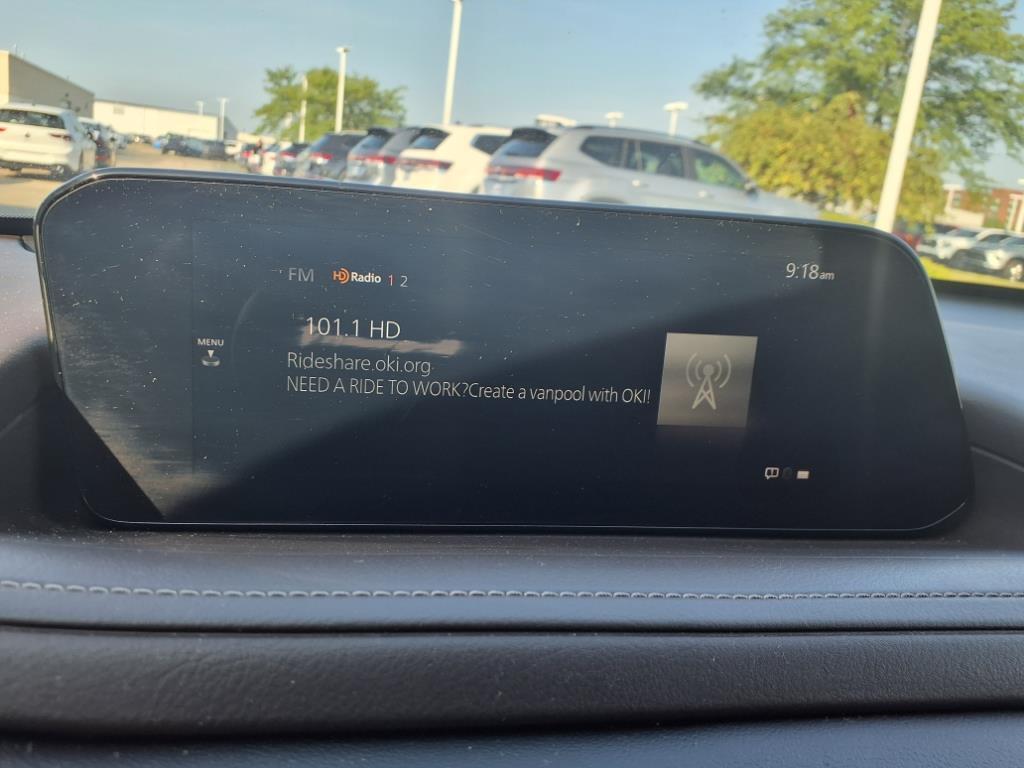 FM HD Radio 1 2 9:18am
101.1 HD
MENU
Rideshare.oki.org
NEED A RIDE TO WORK?Create a vanpool with OKI!